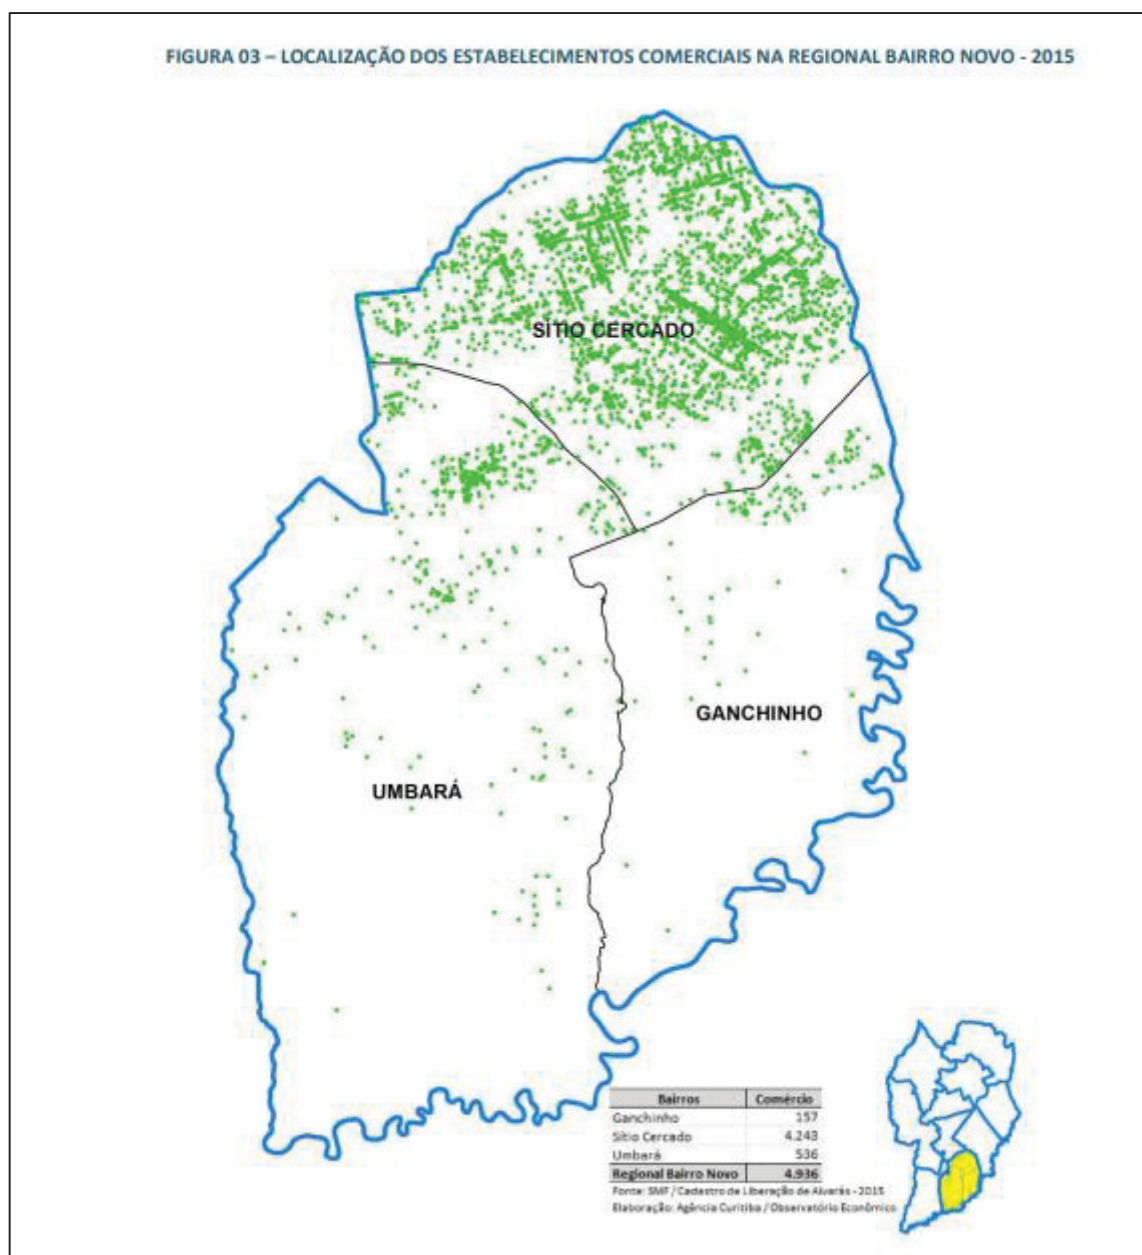 FIGURA 03 – LOCALIZAÇÃO DOS ESTABELECIMENTOS COMERCIAIS NA REGIONAL BAIRRO NOVO - 2015
SÍTIO CERCADO
GANCHINHO
UMBARÁ
Bairros Comércio
Ganchinho 157
Sítio Cercado 4.243
Umbará 536
Regional Bairro Novo 4.936
Fonte: SMF / Cadastro de Liberação de Alvarás - 2015
Elaboração: Agência Curitiba / Observatório Econômico